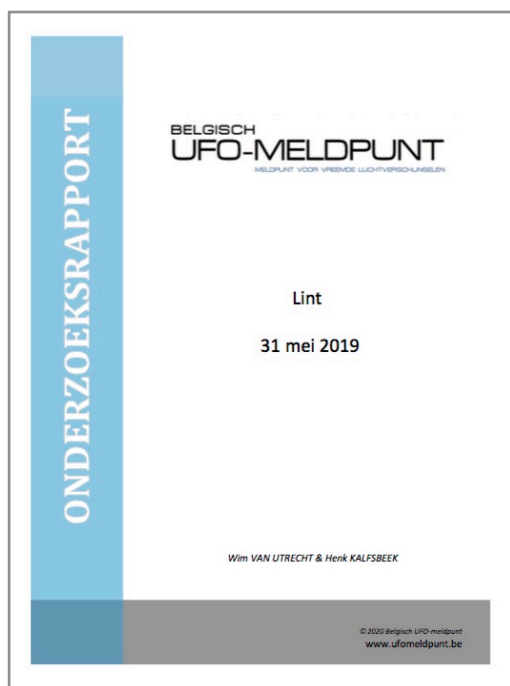 ONDERZOEKSRAPPORT
BELGISCH
UFO-MELDPUNT
MELDPUNT VOOR VREEMDE LUCHTVERSCHIJNSELEN
Lint
31 mei 2019
Wim VAN UTRECHT & Henk KALFSBEEK
© 2020 Belgisch UFO-meldpunt
www.ufomeldpunt.be